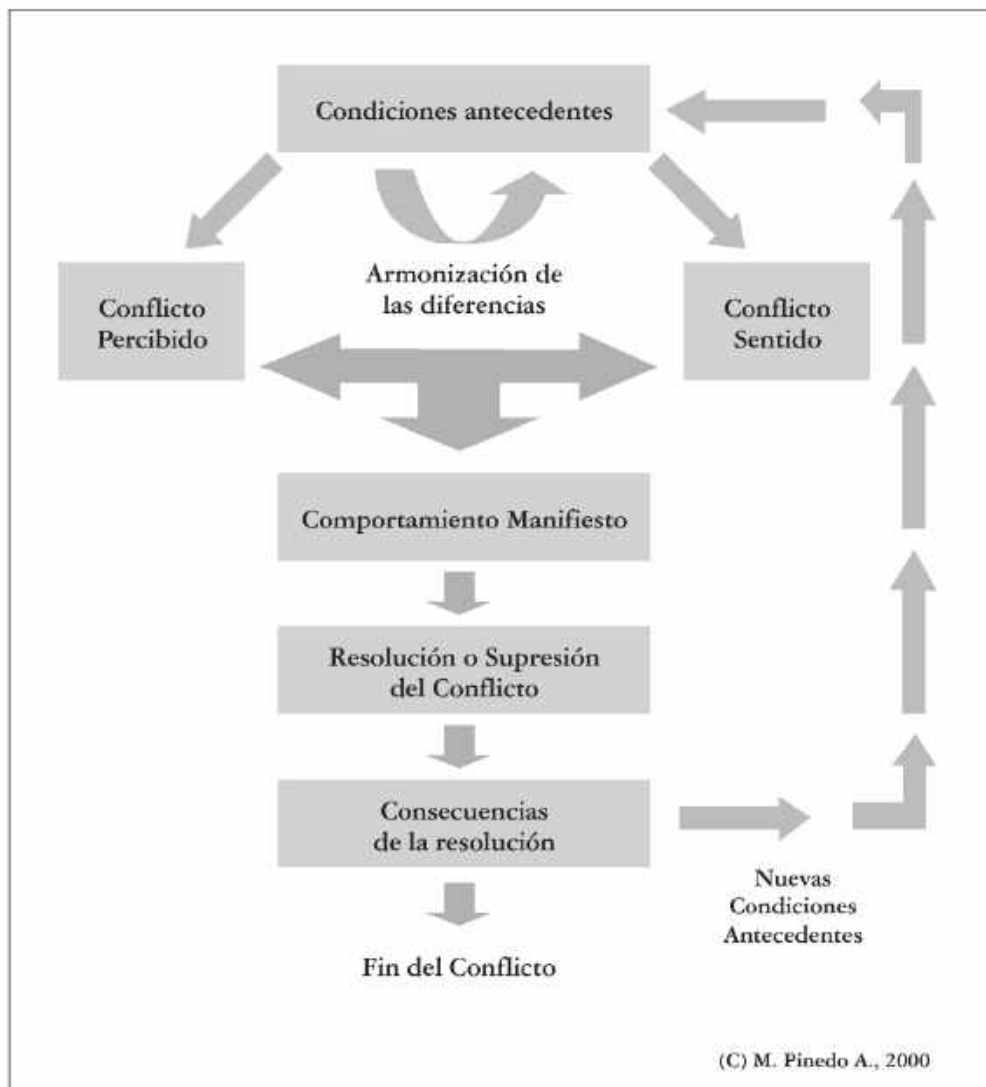 Condiciones antecedentes
Armonización de
las diferencias
Conflicto
Percibido
Conflicto
Sentido
Comportamiento Manifiesto
Resolución o Supresión
del Conflicto
Consecuencias
de la resolución
Nuevas
Condiciones
Antecedentes
Fin del Conflicto
(C) M. Pinedo A., 2000